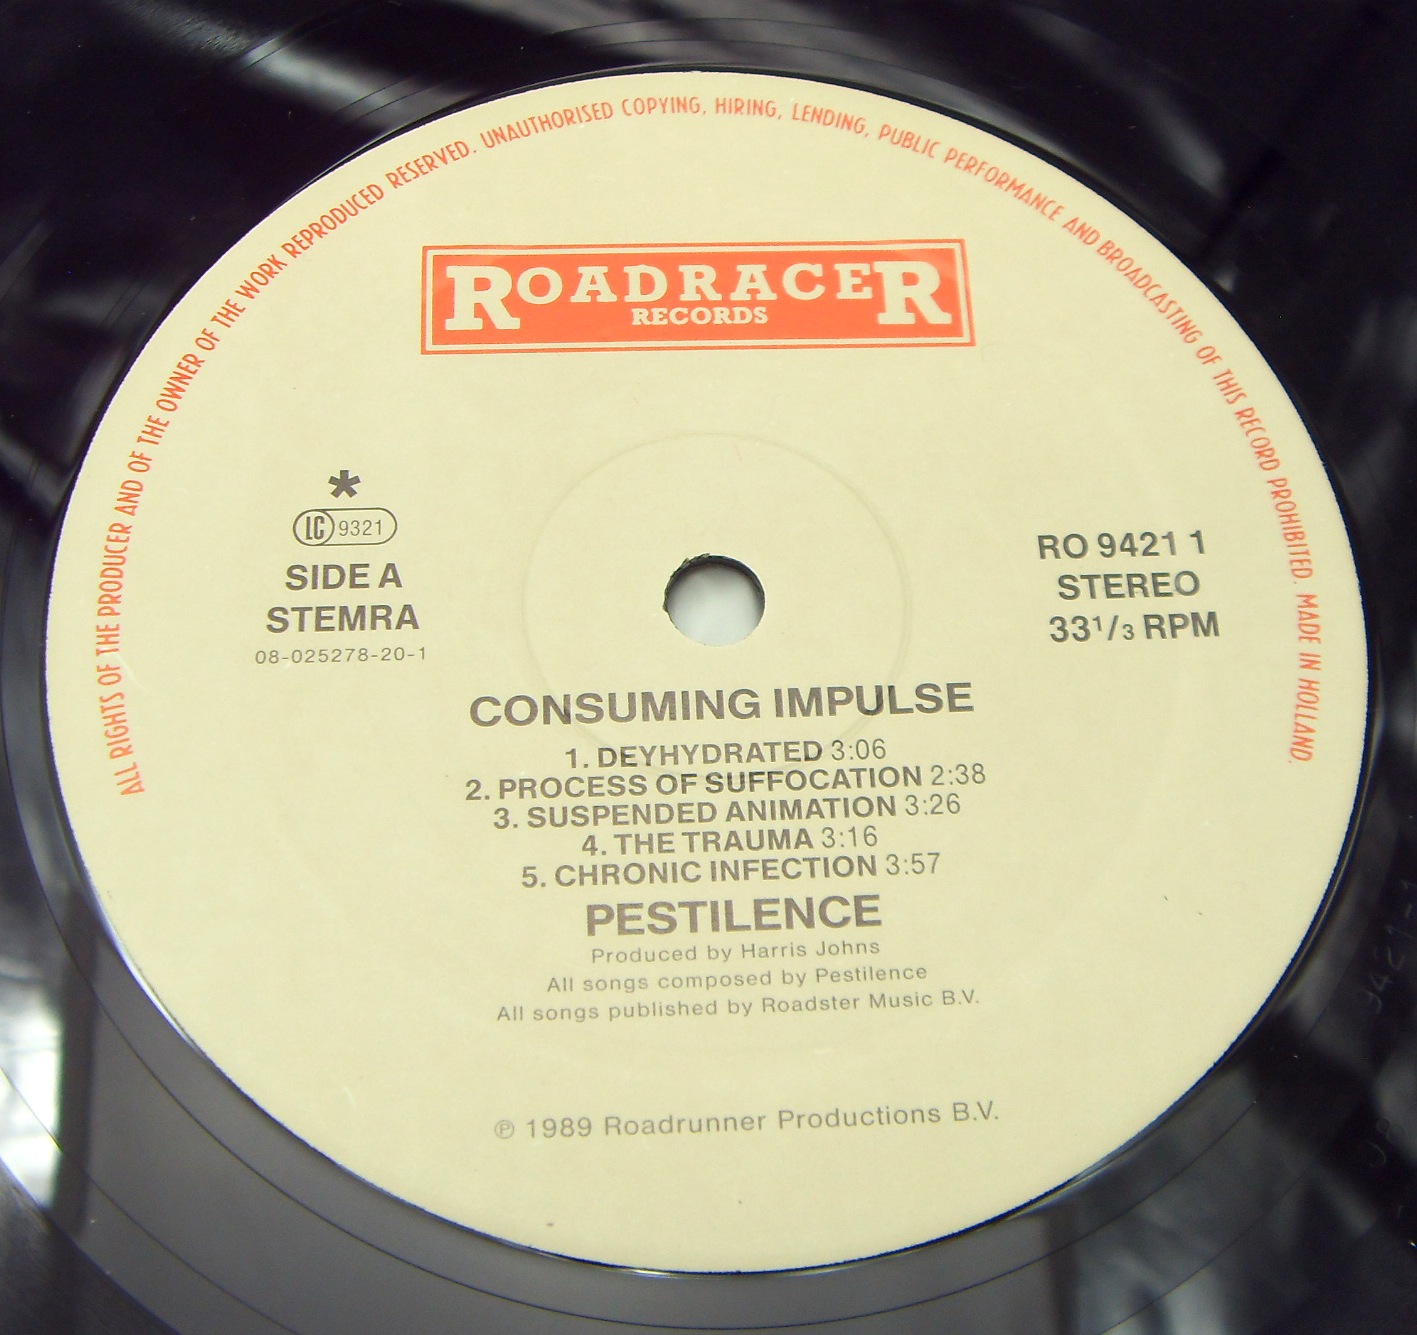 ALL RIGHTS OF THE PRODUCER AND OF THE OWNER OF THE WORK REPRODUCED RESERVED. UNAUTHORISED COPYING, HIRING, LENDING, PUBLIC PERFORMANCE AND BROADCASTING OF THIS RECORD PROHIBITED. MADE IN HOLLAND.
ROADRACER
RECORDS
*
LC 9321
SIDE A
STEMRA
08-025278-20-1
RO 9421 1
STEREO
33 1/3 RPM
CONSUMING IMPULSE
1. DEYHYDRATED 3:06
2. PROCESS OF SUFFOCATION 2:38
3. SUSPENDED ANIMATION 3:26
4. THE TRAUMA 3:16
5. CHRONIC INFECTION 3:57
PESTILENCE
Produced by Harris Johns
All songs composed by Pestilence
All songs published by Roadster Music B.V.
℗ 1989 Roadrunner Productions B.V.